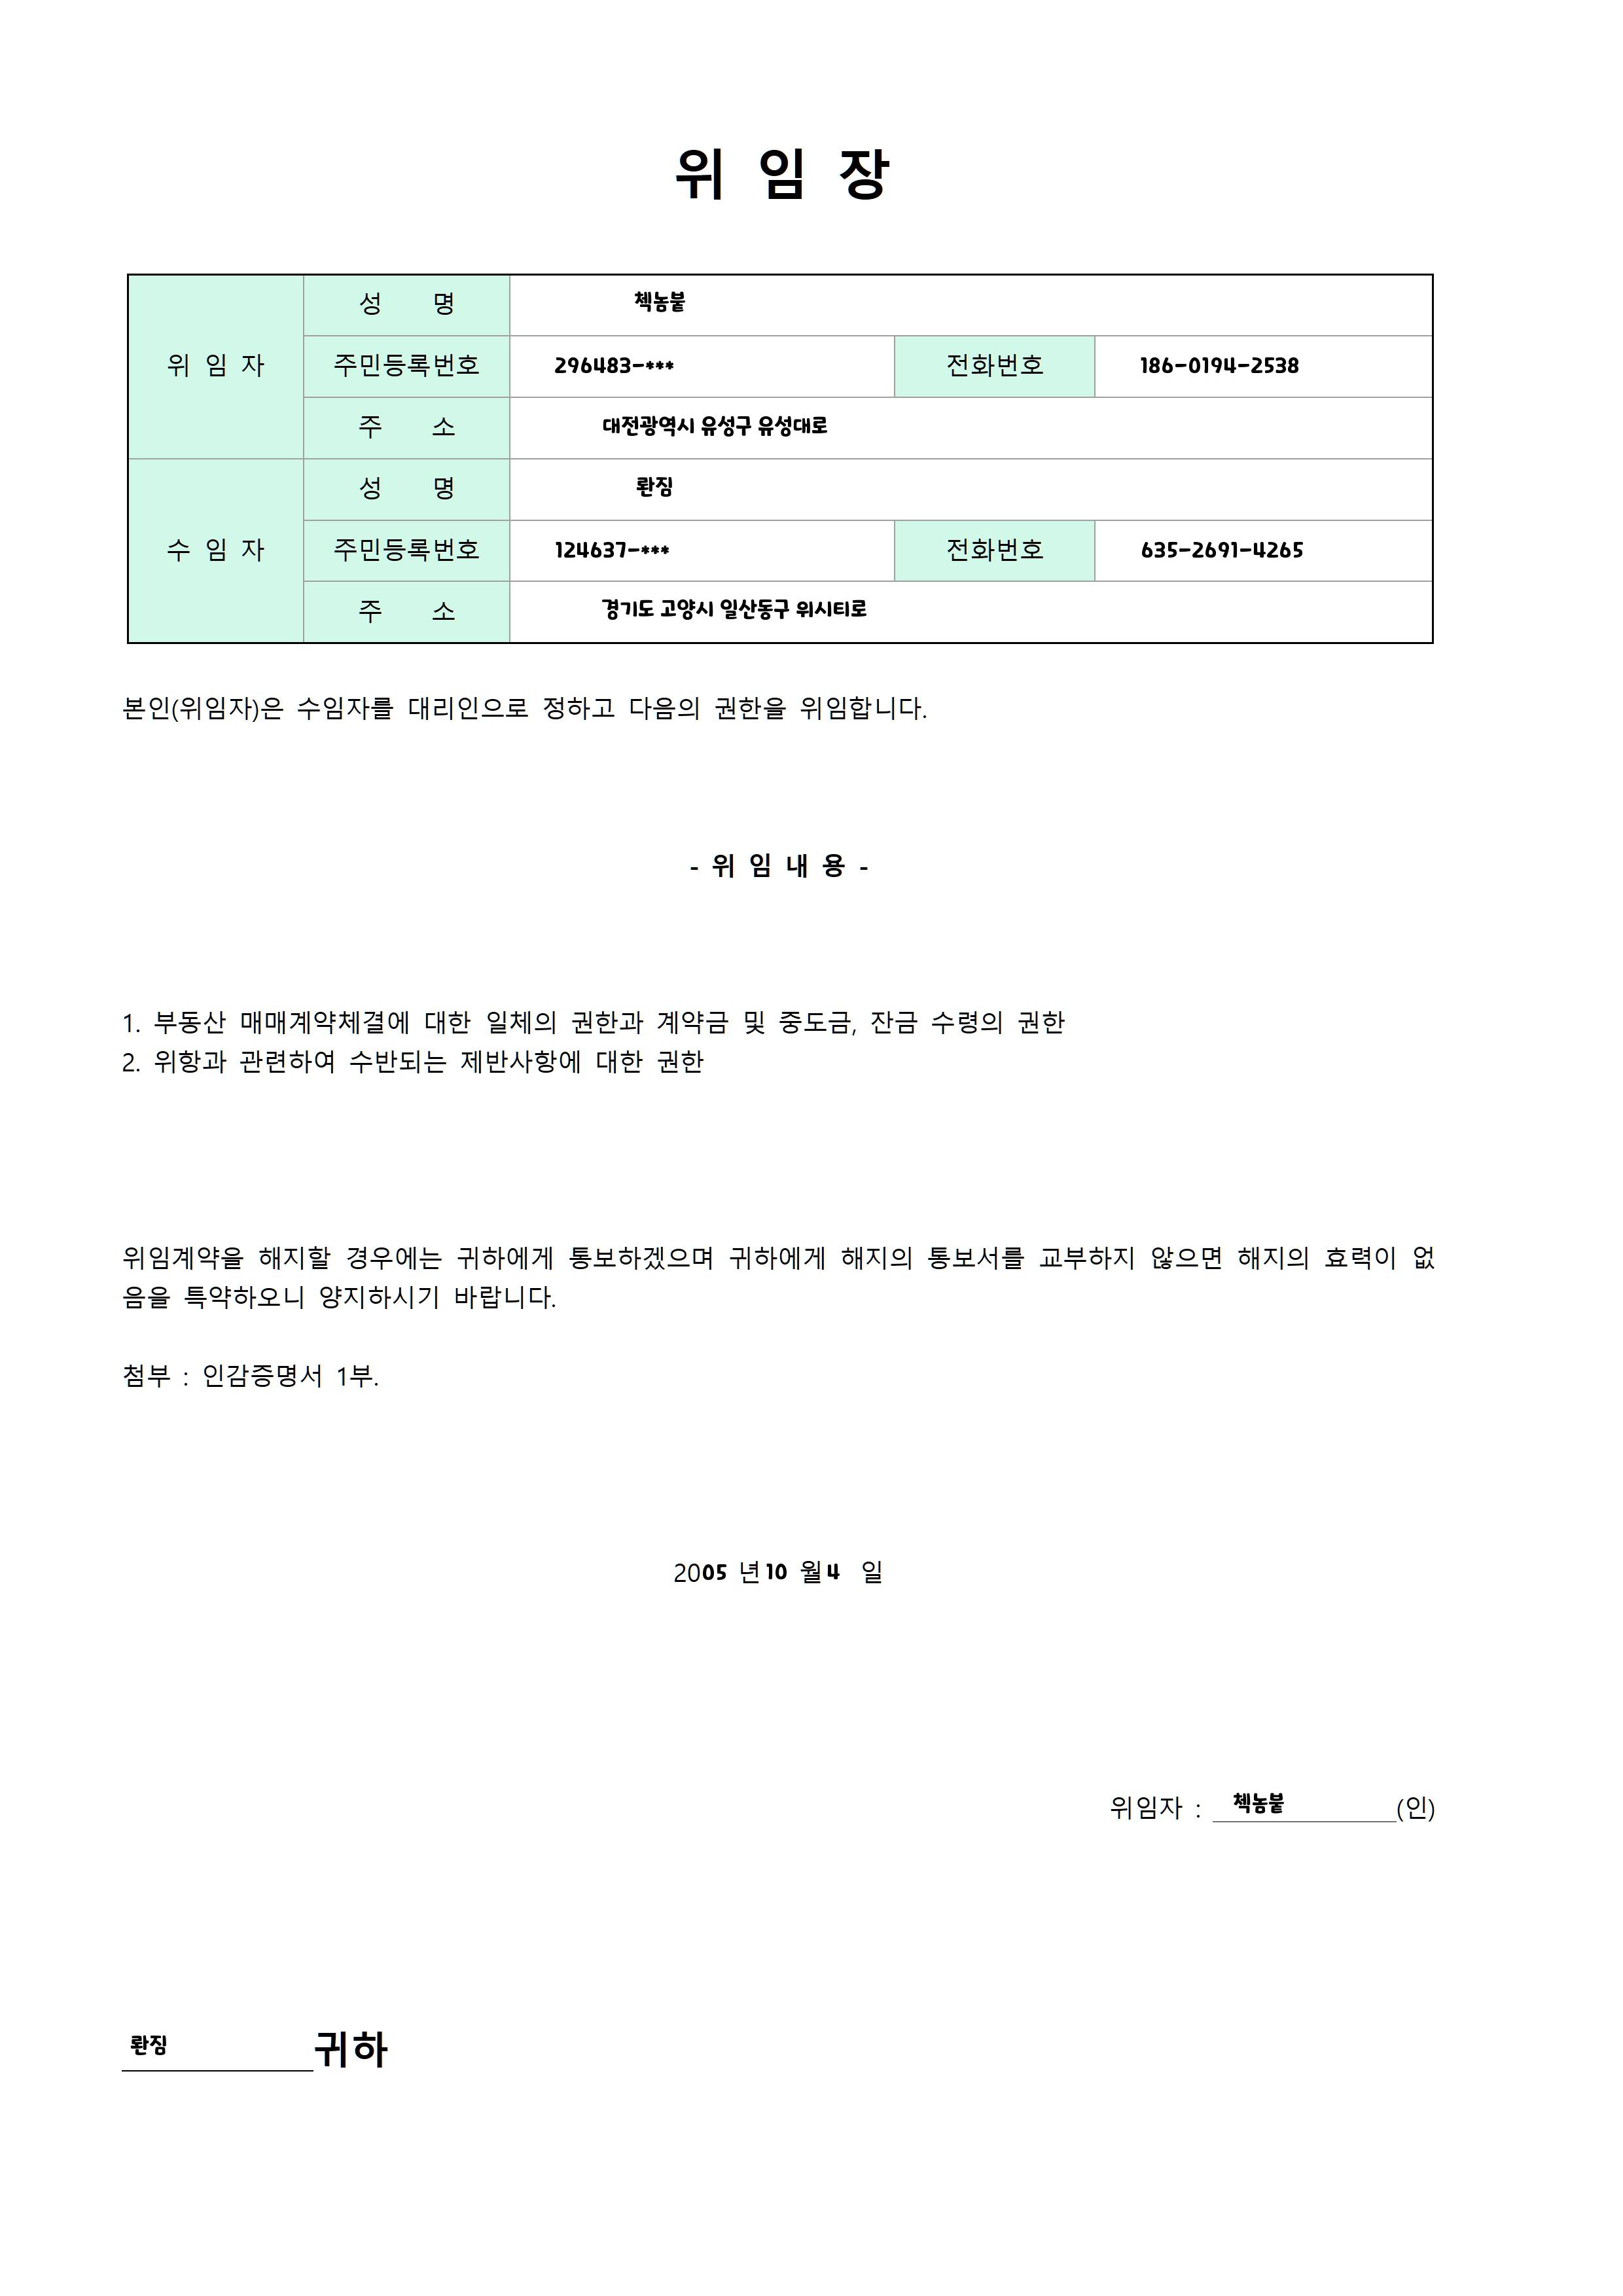 위 임 장
위 임 자
성 명 첵놈붙
주민등록번호 296483-*** 전화번호 186-0194-2538
주 소 대전광역시 유성구 유성대로
수 임 자
성 명 롼짐
주민등록번호 124637-*** 전화번호 635-2691-4265
주 소 경기도 고양시 일산동구 위시티로
본인(위임자)은 수임자를 대리인으로 정하고 다음의 권한을 위임합니다.
- 위 임 내 용 -
1. 부동산 매매계약체결에 대한 일체의 권한과 계약금 및 중도금, 잔금 수령의 권한
2. 위항과 관련하여 수반되는 제반사항에 대한 권한
위임계약을 해지할 경우에는 귀하에게 통보하겠으며 귀하에게 해지의 통보서를 교부하지 않으면 해지의 효력이 없
음을 특약하오니 양지하시기 바랍니다.
첨부 : 인감증명서 1부.
2005 년 10 월 4 일
위임자 : 첵놈붙 (인)
롼짐 귀하